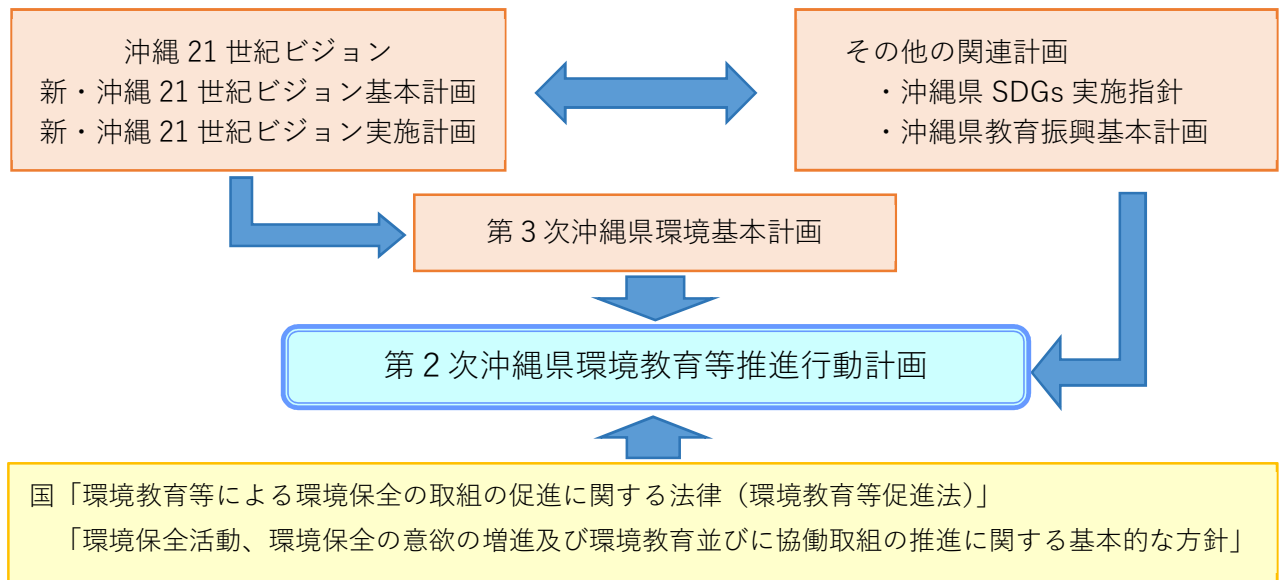 沖縄 21 世紀ビジョン
新・沖縄 21 世紀ビジョン基本計画
新・沖縄 21 世紀ビジョン実施計画
その他の関連計画
・沖縄県 SDGs 実施指針
・沖縄県教育振興基本計画
第３次沖縄県環境基本計画
第２次沖縄県環境教育等推進行動計画
国「環境教育等による環境保全の取組の促進に関する法律（環境教育等促進法）」
「環境保全活動、環境保全の意欲の増進及び環境教育並びに協働取組の推進に関する基本的な方針」